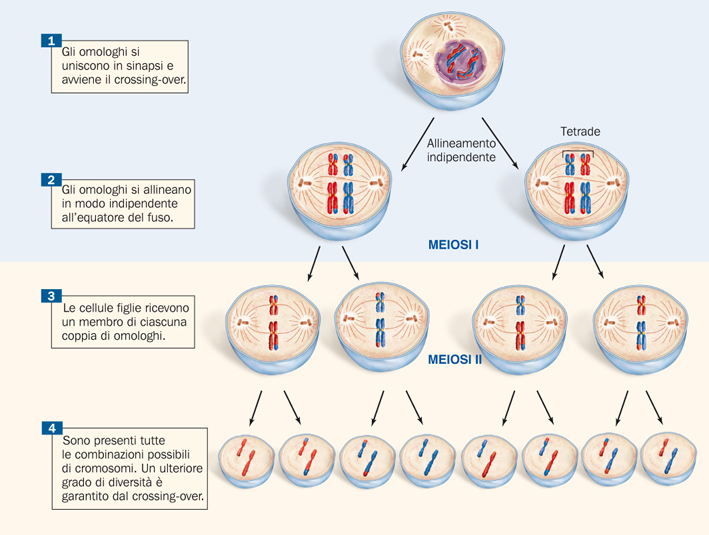 1
Gli omologhi si
uniscono in sinapsi e
avviene il crossing-over.
Allineamento
indipendente
Tetrade
2
Gli omologhi si allineano
in modo indipendente
all'equatore del fuso.
MEIOSI I
3
Le cellule figlie ricevono
un membro di ciascuna
coppia di omologhi.
MEIOSI II
4
Sono presenti tutte
le combinazioni possibili
di cromosomi. Un ulteriore
grado di diversità è
garantito dal crossing-over.